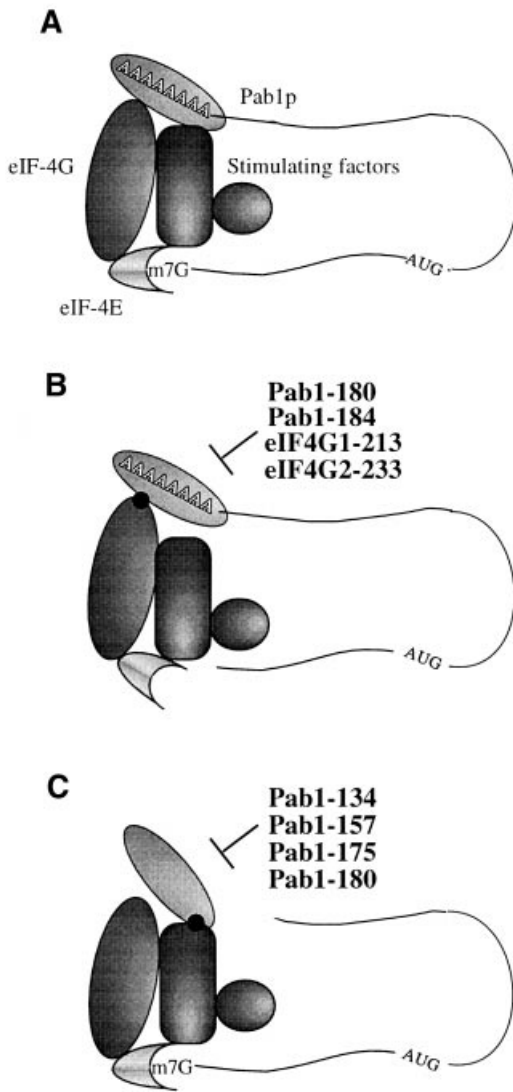 A
AAAAAAAA
Pab1p
eIF-4G
Stimulating factors
m7G
AUG
eIF-4E
B
Pab1-180
Pab1-184
eIF4G1-213
eIF4G2-233
AAAAAAAA
AUG
C
Pab1-134
Pab1-157
Pab1-175
Pab1-180
m7G
AUG